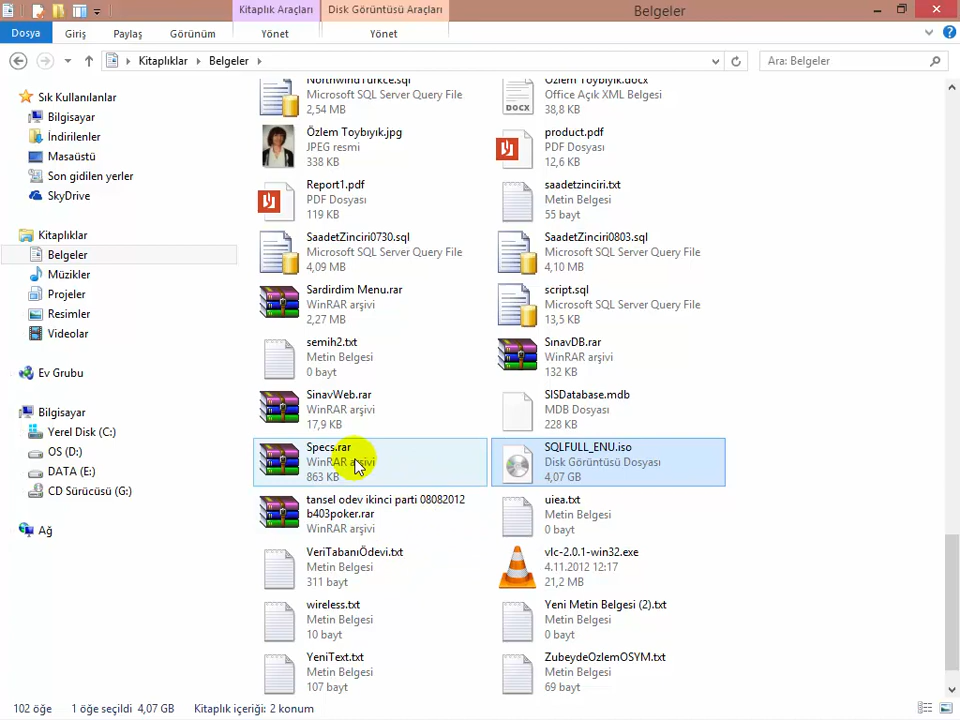 Kitaplık Araçları
Disk Görüntüsü Araçları
Belgeler
Dosya
Giriş
Paylaş
Görünüm
Yönet
Yönet
Kitaplıklar
Belgeler
Ara: Belgeler
Sık Kullanılanlar
Bilgisayar
İndirilenler
Masaüstü
Son gidilen yerler
SkyDrive
Kitaplıklar
Belgeler
Müzikler
Projeler
Resimler
Videolar
Ev Grubu
Bilgisayar
Yerel Disk (C:)
OS (D:)
DATA (E:)
CD Sürücüsü (G:)
Ağ
NorthwindTurkce.sql
Microsoft SQL Server Query File
2,54 MB
Özlem Toybıyık.docx
Office Açık XML Belgesi
38,8 KB
DOCX
Özlem Toybıyık.jpg
JPEG resmi
338 KB
product.pdf
PDF Dosyası
12,6 KB
Report1.pdf
PDF Dosyası
119 KB
saadetzinciri.txt
Metin Belgesi
55 bayt
SaadetZinciri0730.sql
Microsoft SQL Server Query File
4,09 MB
SaadetZinciri0803.sql
Microsoft SQL Server Query File
4,10 MB
Sardirdim Menu.rar
WinRAR arşivi
2,27 MB
script.sql
Microsoft SQL Server Query File
13,5 KB
semih2.txt
Metin Belgesi
0 bayt
SınavDB.rar
WinRAR arşivi
132 KB
SinavWeb.rar
WinRAR arşivi
17,9 KB
SISDatabase.mdb
MDB Dosyası
228 KB
Specs.rar
WinRAR arşivi
863 KB
SQLFULL_ENU.iso
Disk Görüntüsü Dosyası
4,07 GB
tansel odev ikinci parti 08082012
b403poker.rar
WinRAR arşivi
uiea.txt
Metin Belgesi
0 bayt
VeriTabanıÖdevi.txt
Metin Belgesi
311 bayt
vlc-2.0.1-win32.exe
4.11.2012 12:17
21,2 MB
wireless.txt
Metin Belgesi
10 bayt
Yeni Metin Belgesi (2).txt
Metin Belgesi
0 bayt
YeniText.txt
Metin Belgesi
107 bayt
ZubeydeOzlemOSYM.txt
Metin Belgesi
69 bayt
102 öğe
1 öğe seçildi 4,07 GB
Kitaplık içeriği: 2 konum